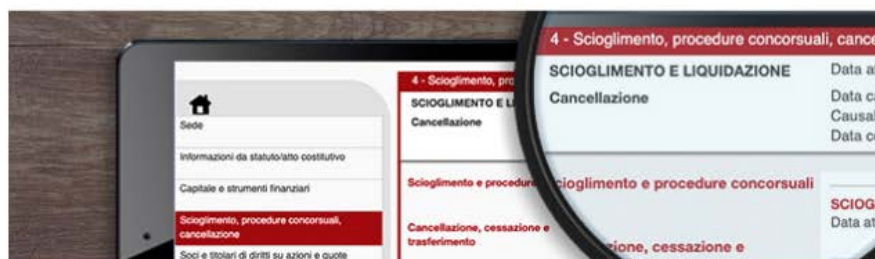 Sede
Informazioni da statuto/atto costitutivo
Capitale e strumenti finanziari
Scioglimento, procedure concorsuali,
cancellazione
Soci e titolari di diritti su azioni e quote
4 - Scioglimento, pro
SCIOGLIMENTO E LI
Cancellazione
Scioglimento e procedure
Cancellazione, cessazione e
trasferimento
4 - Scioglimento, procedure concorsuali, cance
SCIOGLIMENTO E LIQUIDAZIONE Data at
Cancellazione Data ca
Causal
Data co
cioglimento e procedure concorsuali
SCIOG
Data at
zione, cessazione e